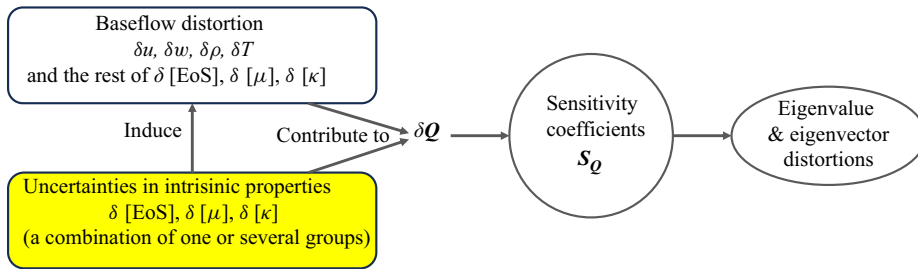 Baseflow distortion
δu, δw, δρ, δT
and the rest of δ [EoS], δ [μ], δ [κ]
Induce
Contribute to
δQ
Uncertainties in intrisinic properties
δ [EoS], δ [μ], δ [κ]
(a combination of one or several groups)
Sensitivity
coefficients
S_Q
Eigenvalue
& eigenvector
distortions